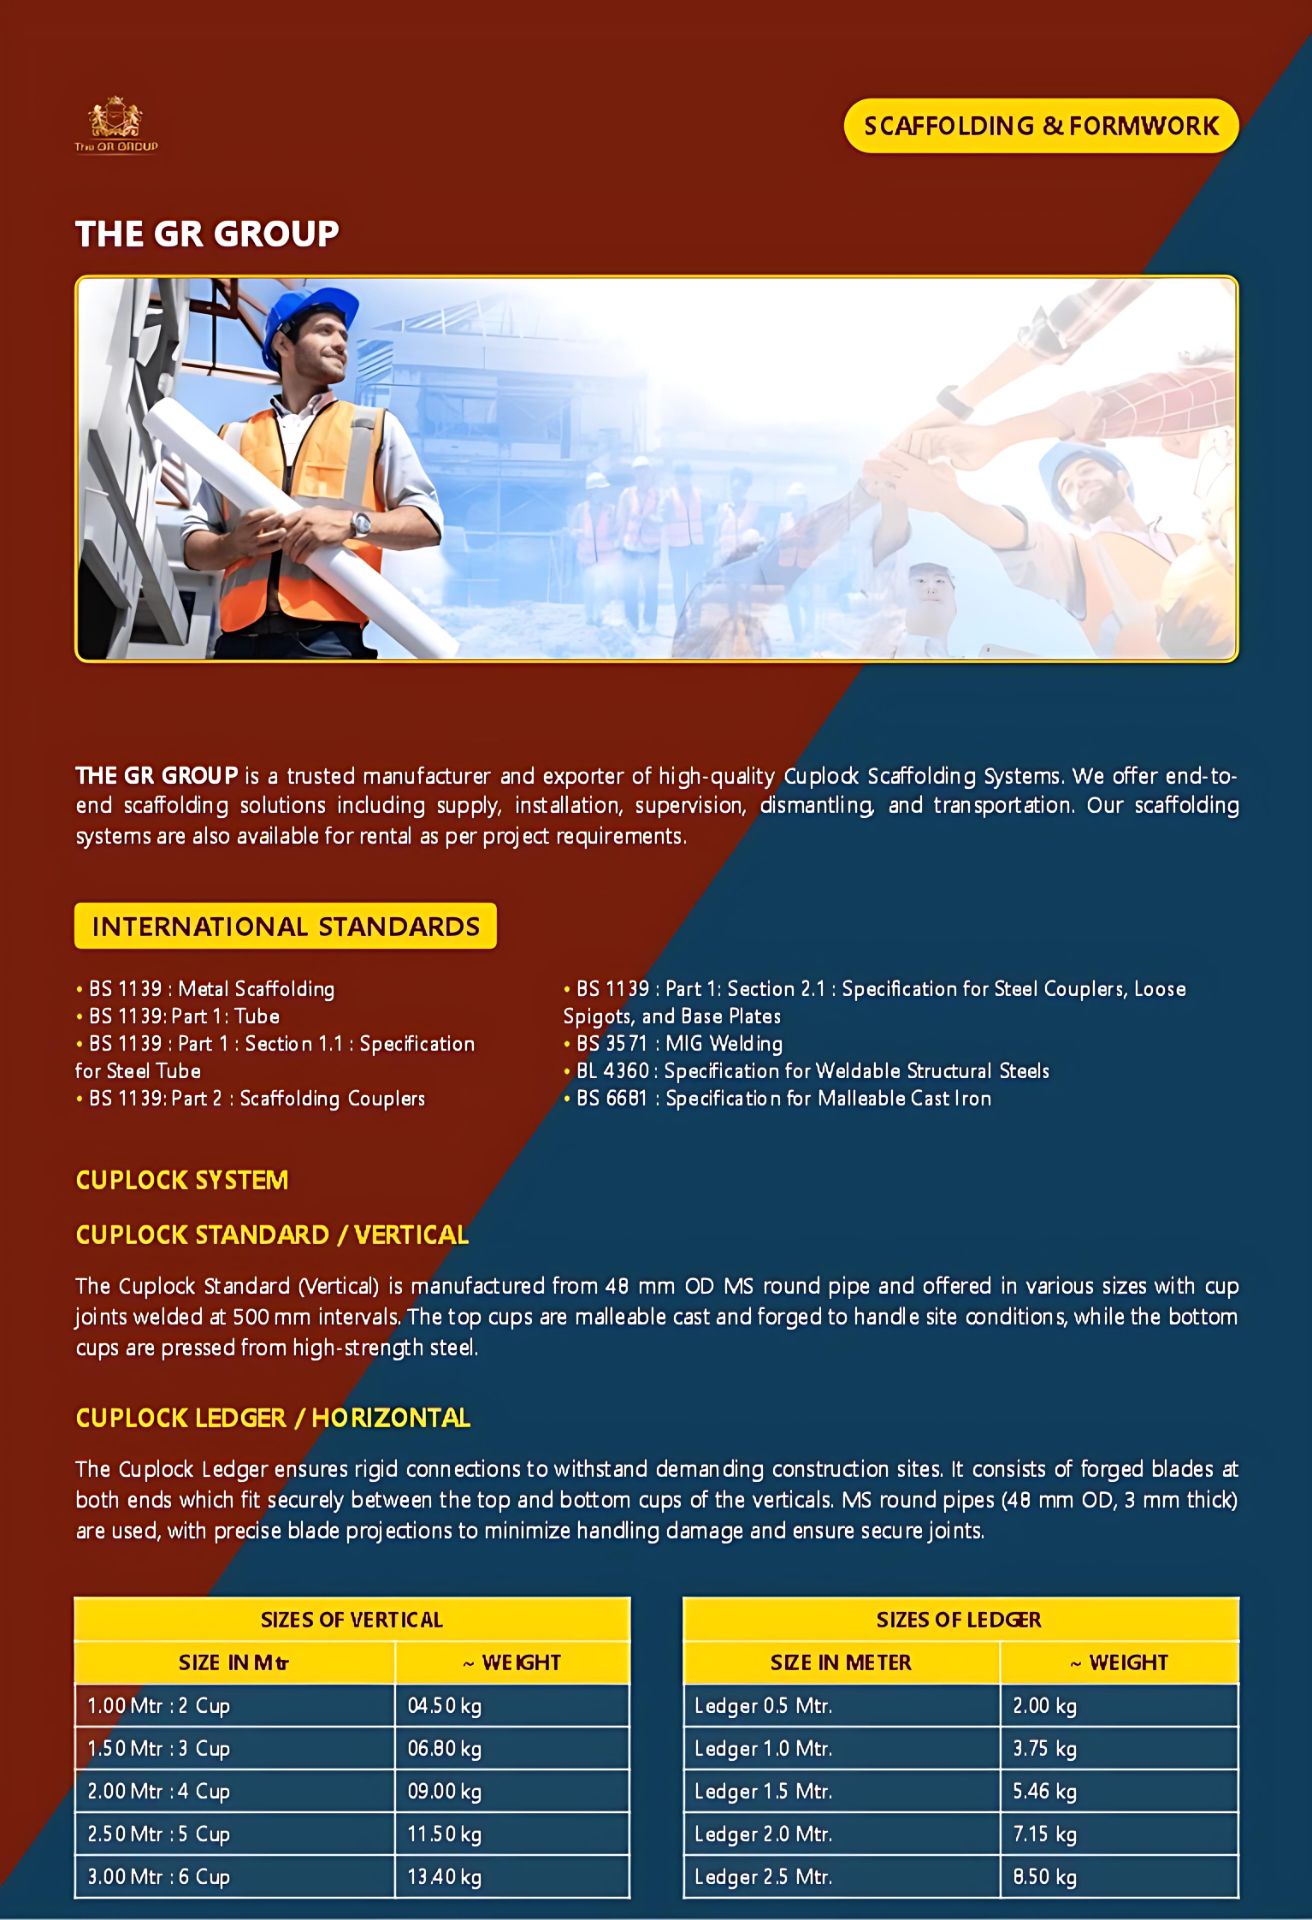 The GR GROUP
SCAFFOLDING & FORMWORK
THE GR GROUP
THE GR GROUP is a trusted manufacturer and exporter of high-quality Cuplock Scaffolding Systems. We offer end-to-
end scaffolding solutions including supply, installation, supervision, dismantling, and transportation. Our scaffolding
systems are also available for rental as per project requirements.
INTERNATIONAL STANDARDS
• BS 1139 : Metal Scaffolding
• BS 1139: Part 1: Tube
• BS 1139 : Part 1 : Section 1.1 : Specification
for Steel Tube
• BS 1139: Part 2 : Scaffolding Couplers
• BS 1139 : Part 1: Section 2.1 : Specification for Steel Couplers, Loose
Spigots, and Base Plates
• BS 3571 : MIG Welding
• BL 4360 : Specification for Weldable Structural Steels
• BS 6681 : Specification for Malleable Cast Iron
CUPLOCK SYSTEM
CUPLOCK STANDARD / VERTICAL
The Cuplock Standard (Vertical) is manufactured from 48 mm OD MS round pipe and offered in various sizes with cup
joints welded at 500 mm intervals. The top cups are malleable cast and forged to handle site conditions, while the bottom
cups are pressed from high-strength steel.
CUPLOCK LEDGER / HORIZONTAL
The Cuplock Ledger ensures rigid connections to withstand demanding construction sites. It consists of forged blades at
both ends which fit securely between the top and bottom cups of the verticals. MS round pipes (48 mm OD, 3 mm thick)
are used, with precise blade projections to minimize handling damage and ensure secure joints.
SIZES OF VERTICAL
SIZE IN Mtr ~ WEIGHT
1.00 Mtr : 2 Cup 04.50 kg
1.50 Mtr : 3 Cup 06.80 kg
2.00 Mtr : 4 Cup 09.00 kg
2.50 Mtr : 5 Cup 11.50 kg
3.00 Mtr : 6 Cup 13.40 kg
SIZES OF LEDGER
SIZE IN METER ~ WEIGHT
Ledger 0.5 Mtr. 2.00 kg
Ledger 1.0 Mtr. 3.75 kg
Ledger 1.5 Mtr. 5.46 kg
Ledger 2.0 Mtr. 7.15 kg
Ledger 2.5 Mtr. 8.50 kg